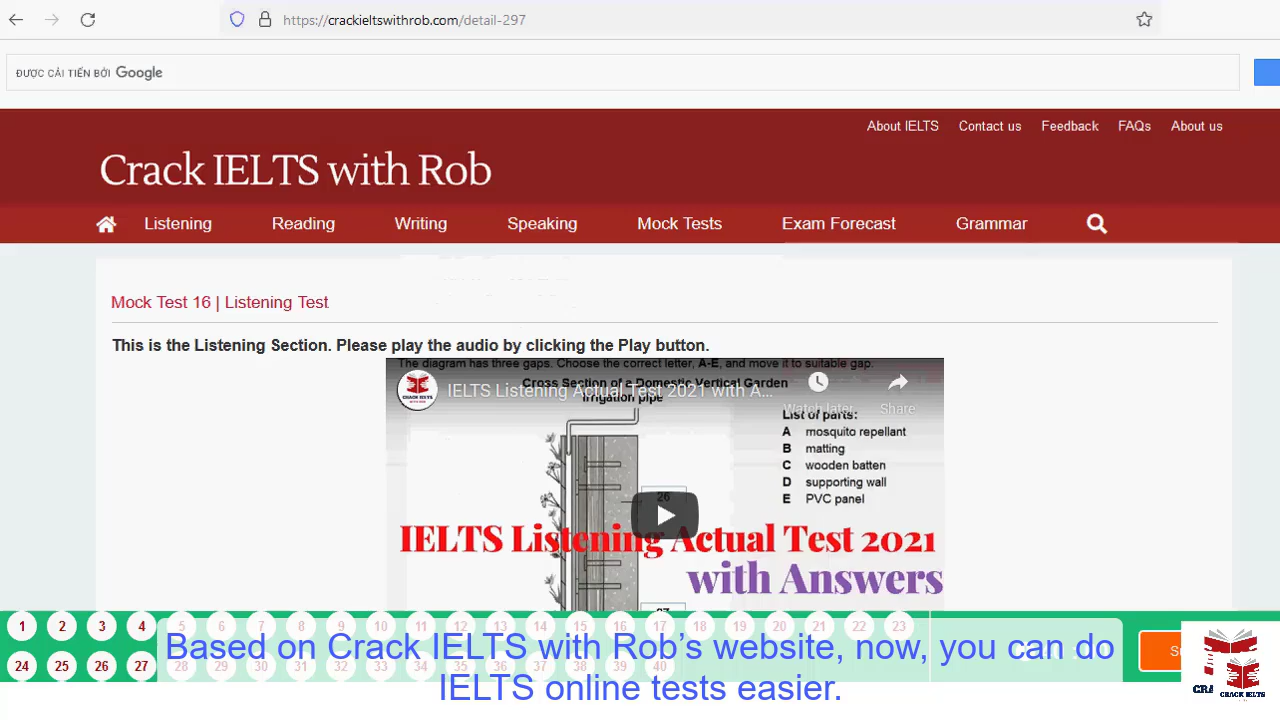 https://crackieltswithrob.com/detail-297
ĐƯỢC CẢI TIẾN BỞI Google
About IELTS Contact us Feedback FAQs About us
Crack IELTS with Rob
Listening Reading Writing Speaking Mock Tests Exam Forecast Grammar
Mock Test 16 | Listening Test
This is the Listening Section. Please play the audio by clicking the Play button.
The diagram has three gaps. Choose the correct letter, A-E, and move it to suitable gap.
Cross Section of a Domestic Vertical Garden
IELTS Listening Actual Test 2021 with A...
Irrigation pipe
Watch later Share
List of parts:
A mosquito repellant
B matting
C wooden batten
D supporting wall
E PVC panel
26
IELTS Listening Actual Test 2021
with Answers
27
1 2 3 4 5 6 7 8 9 10 11 12 13 14 15 16 17 18 19 20 21 22 23
24 25 26 27 28 29 30 31 32 33 34 35 36 37 38 39 40
Based on Crack IELTS with Rob’s website, now, you can do
IELTS online tests easier.
CRACK IELTS